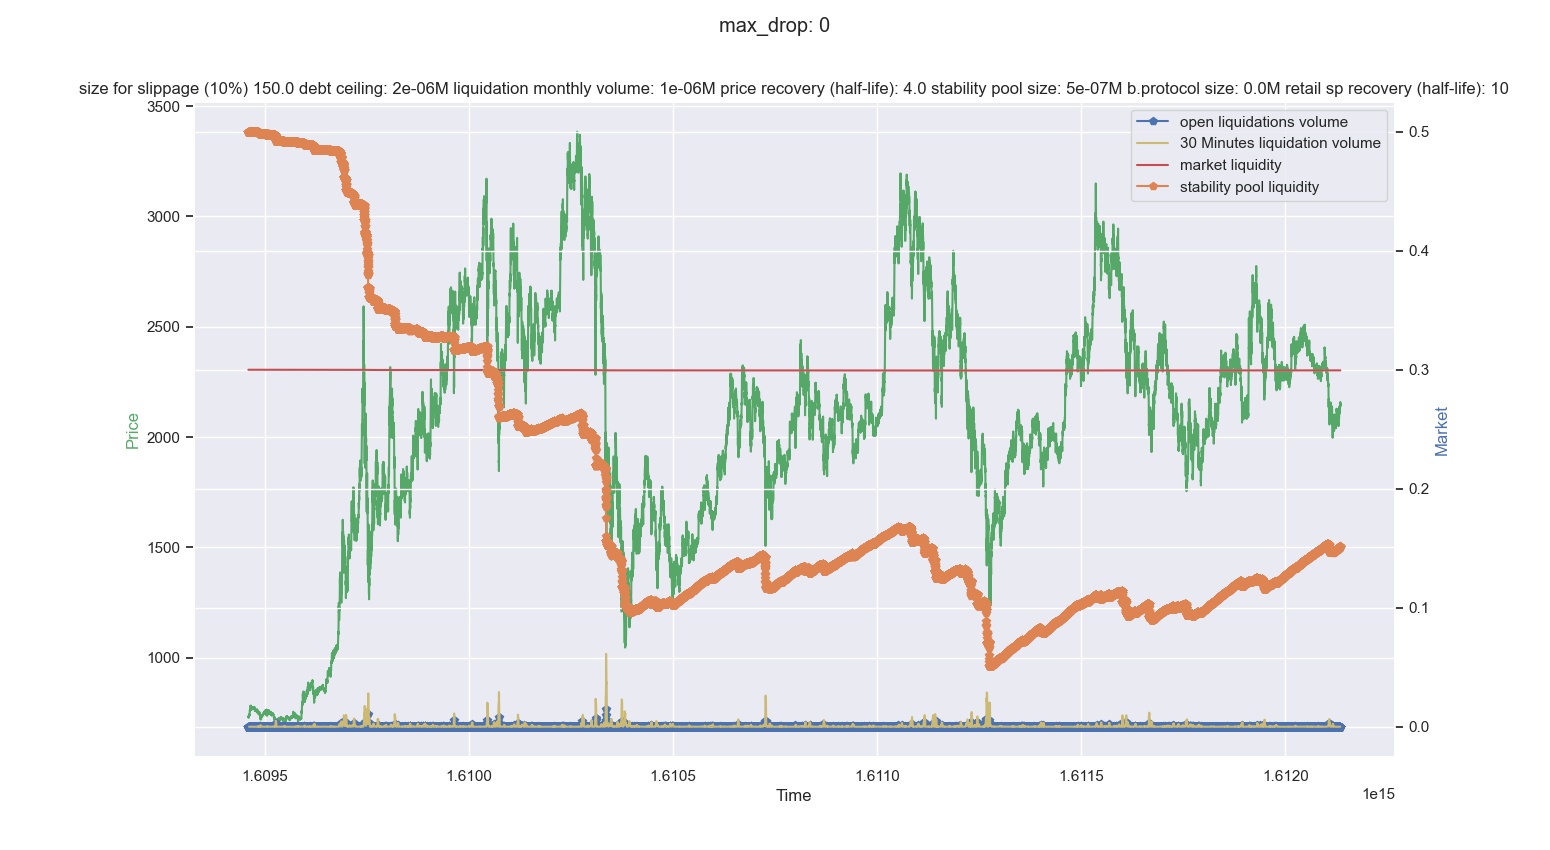 max_drop: 0
size for slippage (10%) 150.0 debt ceiling: 2e-06M liquidation monthly volume: 1e-06M price recovery (half-life): 4.0 stability pool size: 5e-07M b.protocol size: 0.0M retail sp recovery (half-life): 10
open liquidations volume
30 Minutes liquidation volume
market liquidity
stability pool liquidity
3500
3000
2500
2000
1500
1000
Price
0.5
0.4
0.3
0.2
0.1
0.0
Market
1.6095
1.6100
1.6105
1.6110
1.6115
1.6120
1e15
Time